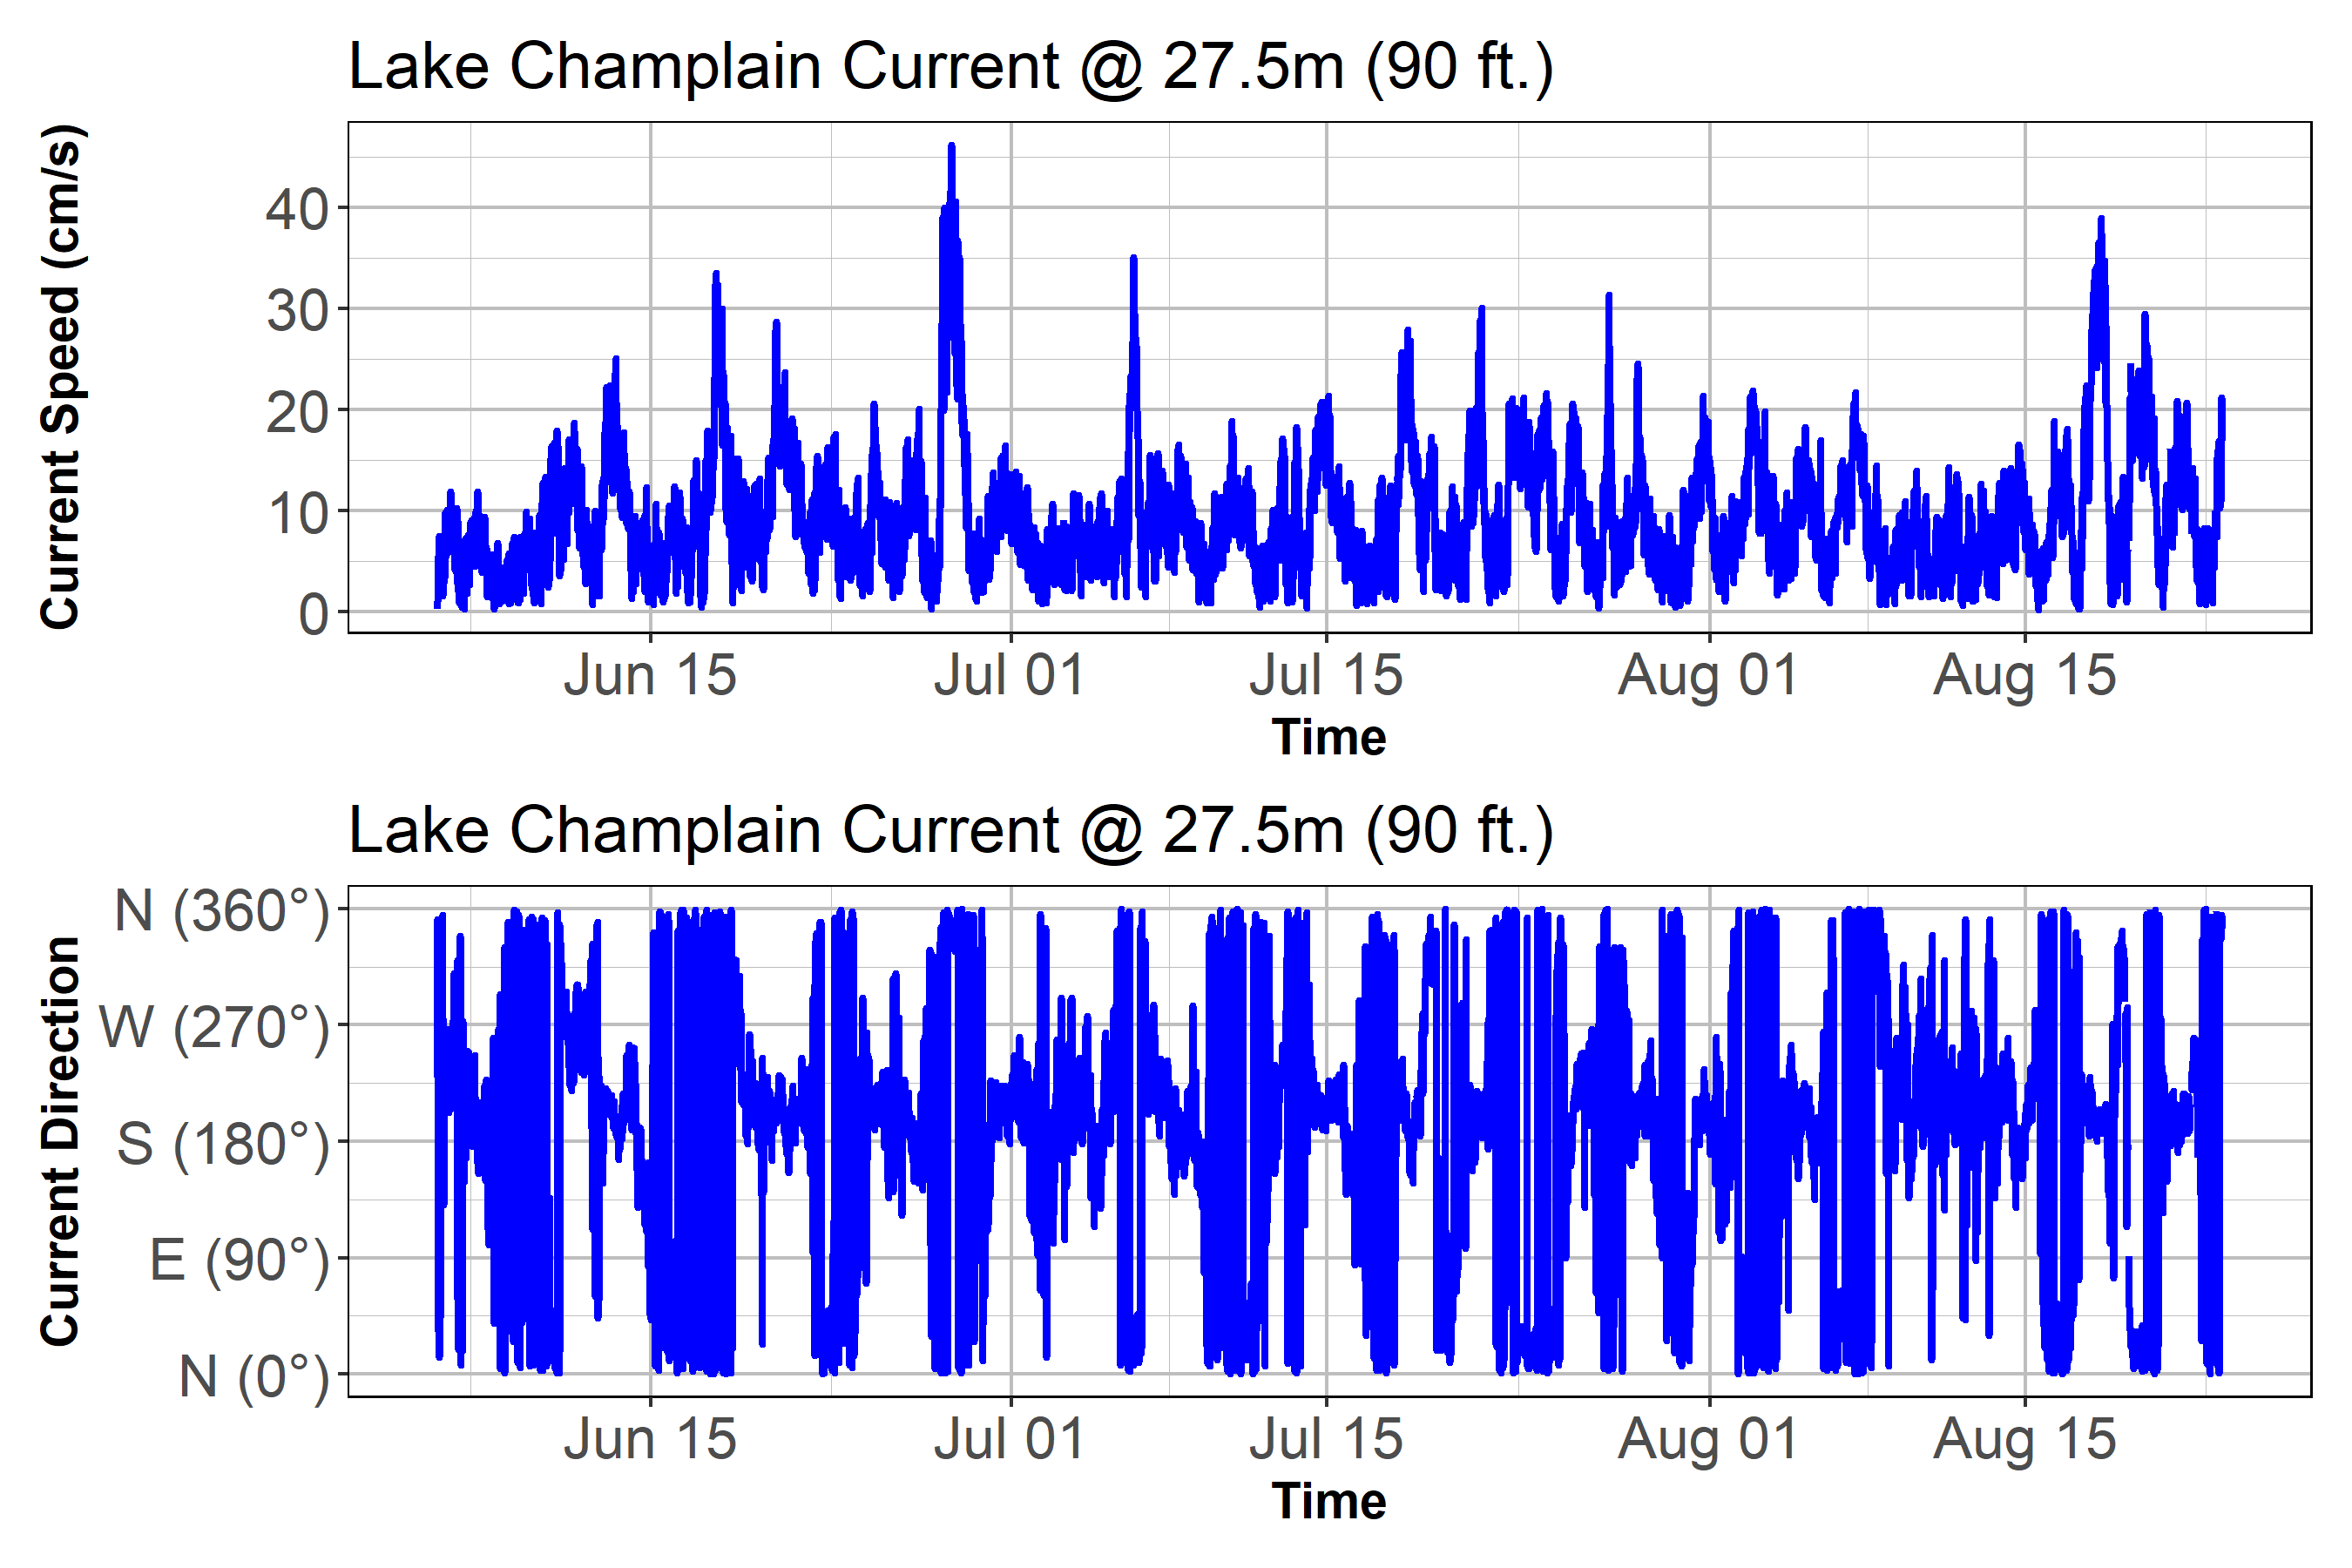 Lake Champlain Current @ 27.5m (90 ft.)
Current Speed (cm/s)
40
30
20
10
0
Jun 15 Jul 01 Jul 15 Aug 01 Aug 15
Time
Lake Champlain Current @ 27.5m (90 ft.)
Current Direction
N (360°)
W (270°)
S (180°)
E (90°)
N (0°)
Jun 15 Jul 01 Jul 15 Aug 01 Aug 15
Time